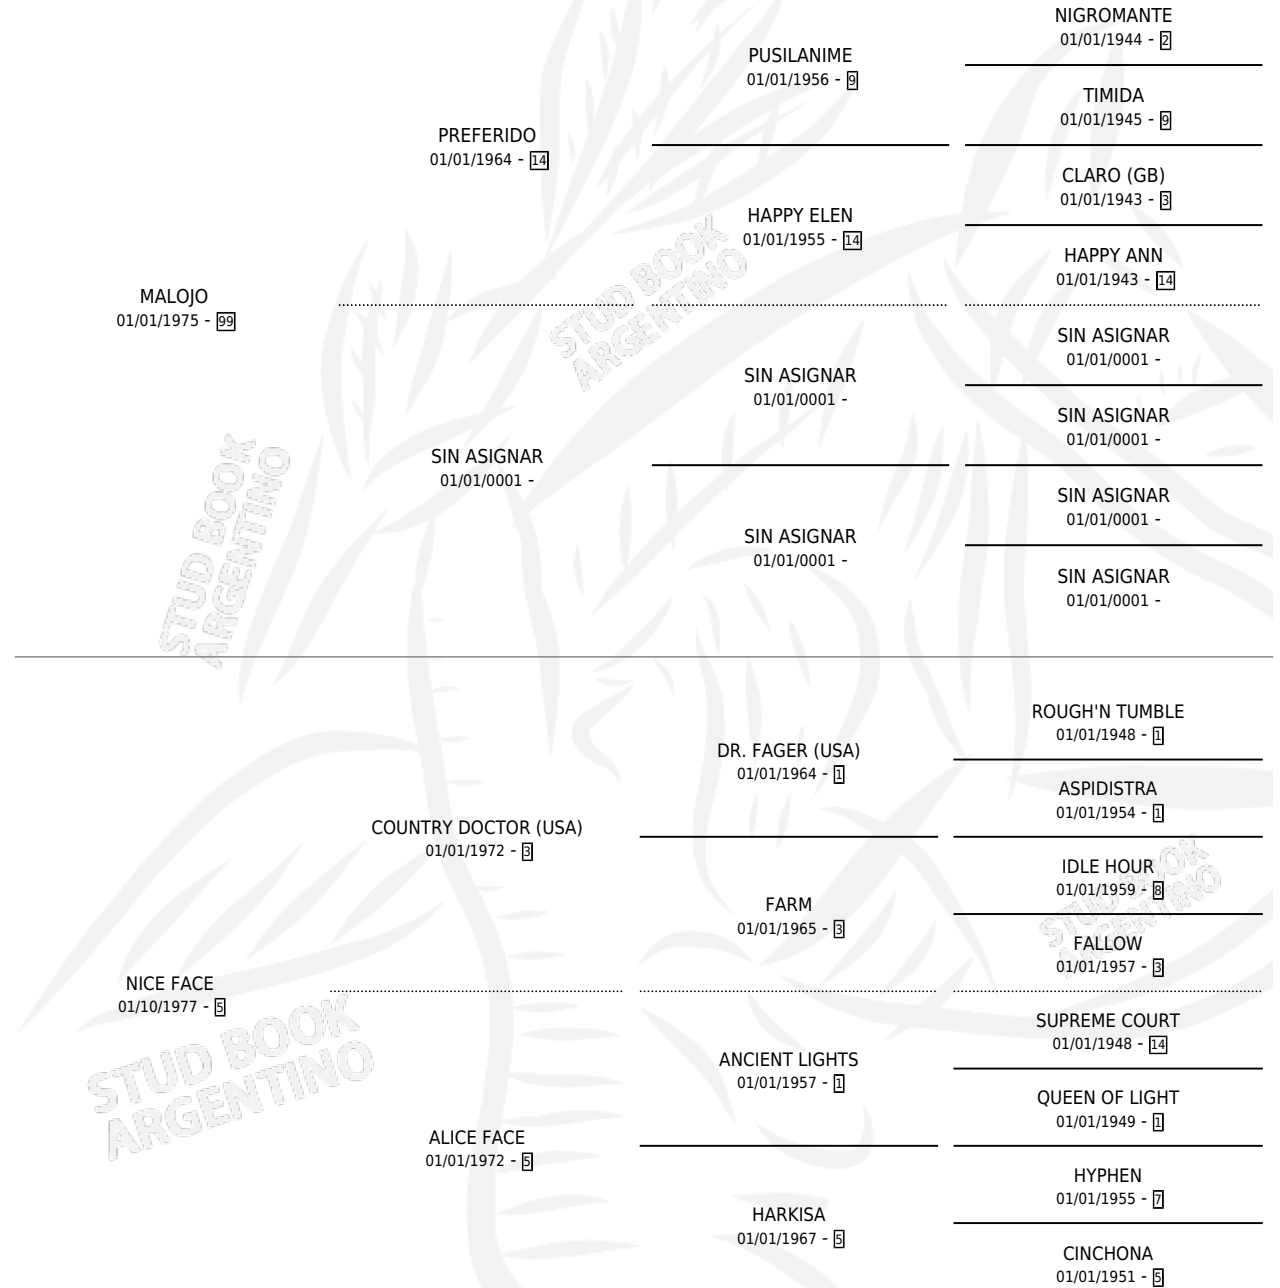 NIGROMANTE
01/01/1944 - 2
PUSILANIME
01/01/1956 - 9
TIMIDA
01/01/1945 - 9
PREFERIDO
01/01/1964 - 14
CLARO (GB)
01/01/1943 - 3
HAPPY ELEN
01/01/1955 - 14
HAPPY ANN
01/01/1943 - 14
MALOJO
01/01/1975 - 99
SIN ASIGNAR
01/01/0001 -
SIN ASIGNAR
01/01/0001 -
SIN ASIGNAR
01/01/0001 -
SIN ASIGNAR
01/01/0001 -
SIN ASIGNAR
01/01/0001 -
SIN ASIGNAR
01/01/0001 -
SIN ASIGNAR
01/01/0001 -
STUD BOOK
ARGENTINO
STUD BOOK
ARGENTINO
ROUGH'N TUMBLE
01/01/1948 - 1
DR. FAGER (USA)
01/01/1964 - 1
ASPIDISTRA
01/01/1954 - 1
COUNTRY DOCTOR (USA)
01/01/1972 - 3
IDLE HOUR
01/01/1959 - 8
FARM
01/01/1965 - 3
FALLOW
01/01/1957 - 3
STUD BOOK
ARGENTINO
NICE FACE
01/10/1977 - 5
SUPREME COURT
01/01/1948 - 14
ANCIENT LIGHTS
01/01/1957 - 1
QUEEN OF LIGHT
01/01/1949 - 1
STUD BOOK
ARGENTINO
ALICE FACE
01/01/1972 - 5
HYPHEN
01/01/1955 - 7
HARKISA
01/01/1967 - 5
CINCHONA
01/01/1951 - 5